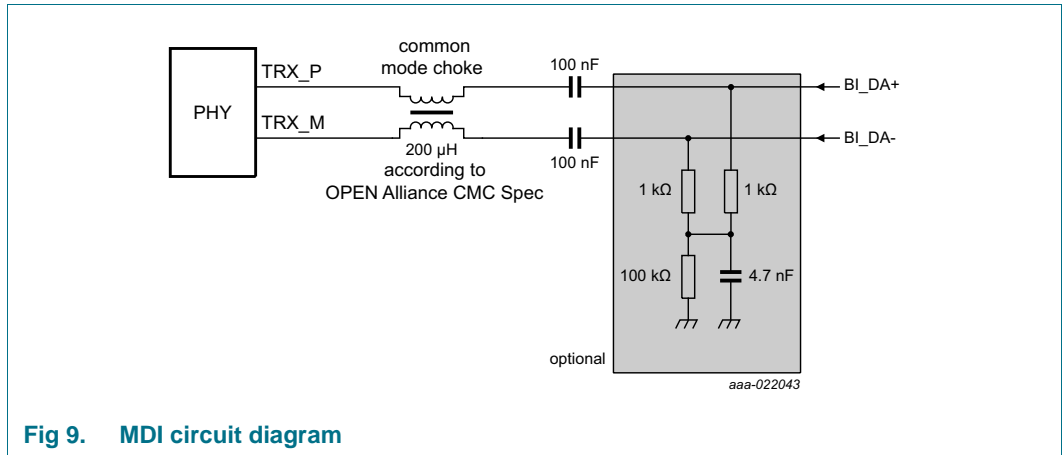 common
mode choke
100 nF
TRX_P
BI_DA+
PHY
TRX_M
BI_DA-
200 μH
100 nF
according to
OPEN Alliance CMC Spec
1 kΩ
1 kΩ
100 kΩ
4.7 nF
optional
aaa-022043
Fig 9. MDI circuit diagram